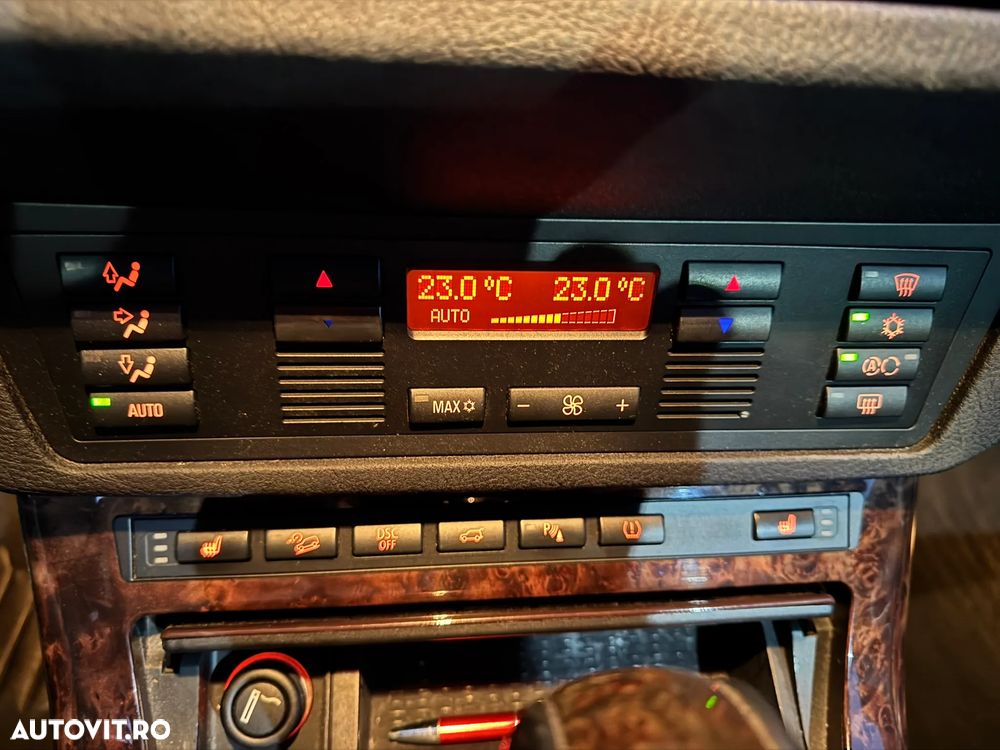 23.0 °C 23.0 °C
AUTO
AUTO
MAX
- +
A
DSC OFF
P
AUTOVIT.RO